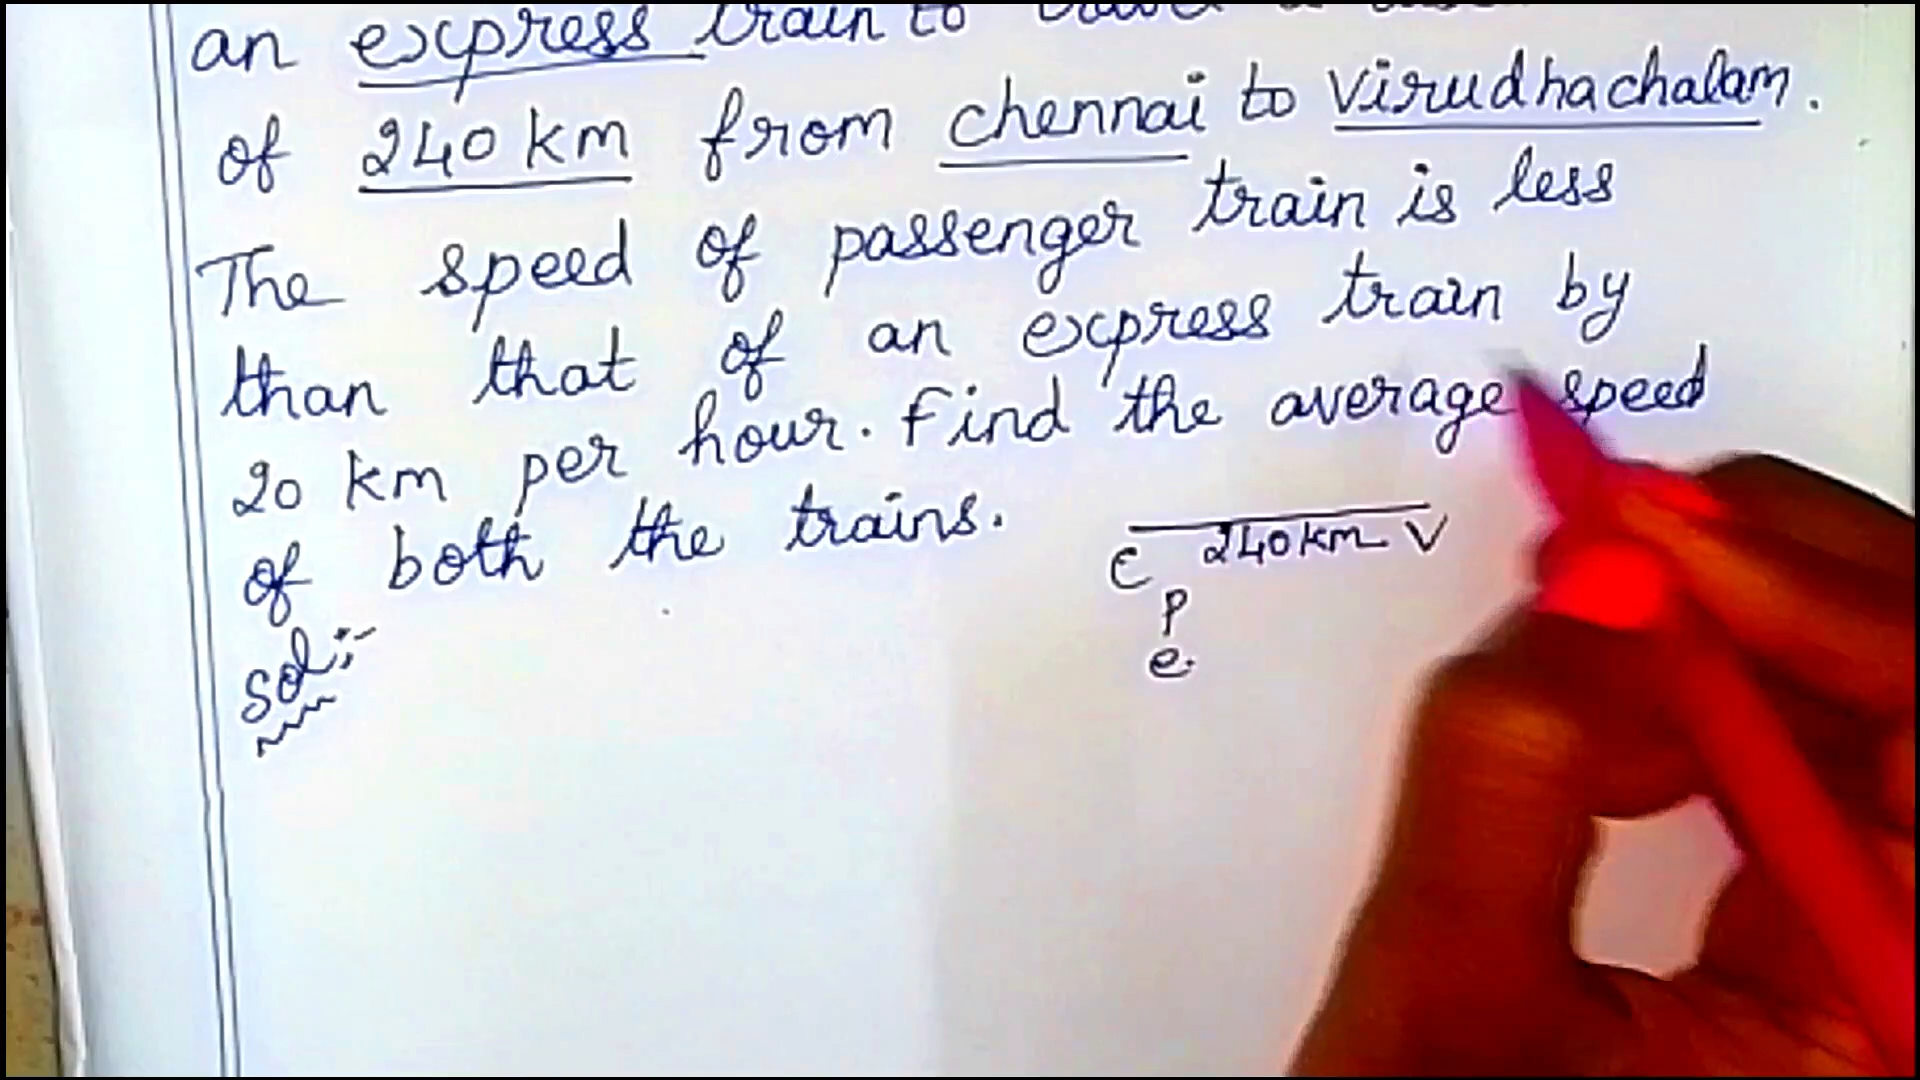 an express train to
of 240 km from chennai to virudhachalam.
The speed of passenger train is less
than that of an express train by
20 km per hour. Find the average speed
of both the trains.
C 240km V
P
e.
Sol:-